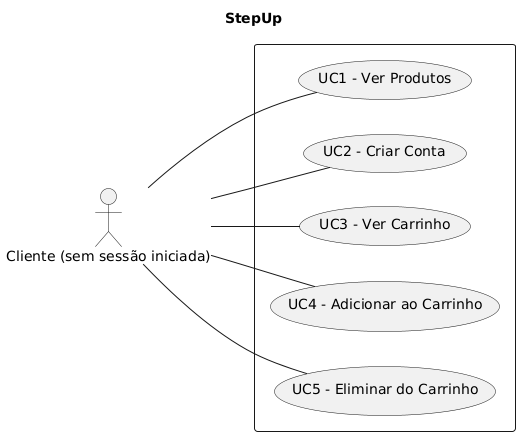 StepUp
UC1 - Ver Produtos
UC2 - Criar Conta
UC3 - Ver Carrinho
Cliente (sem sessão iniciada)
UC4 - Adicionar ao Carrinho
UC5 - Eliminar do Carrinho